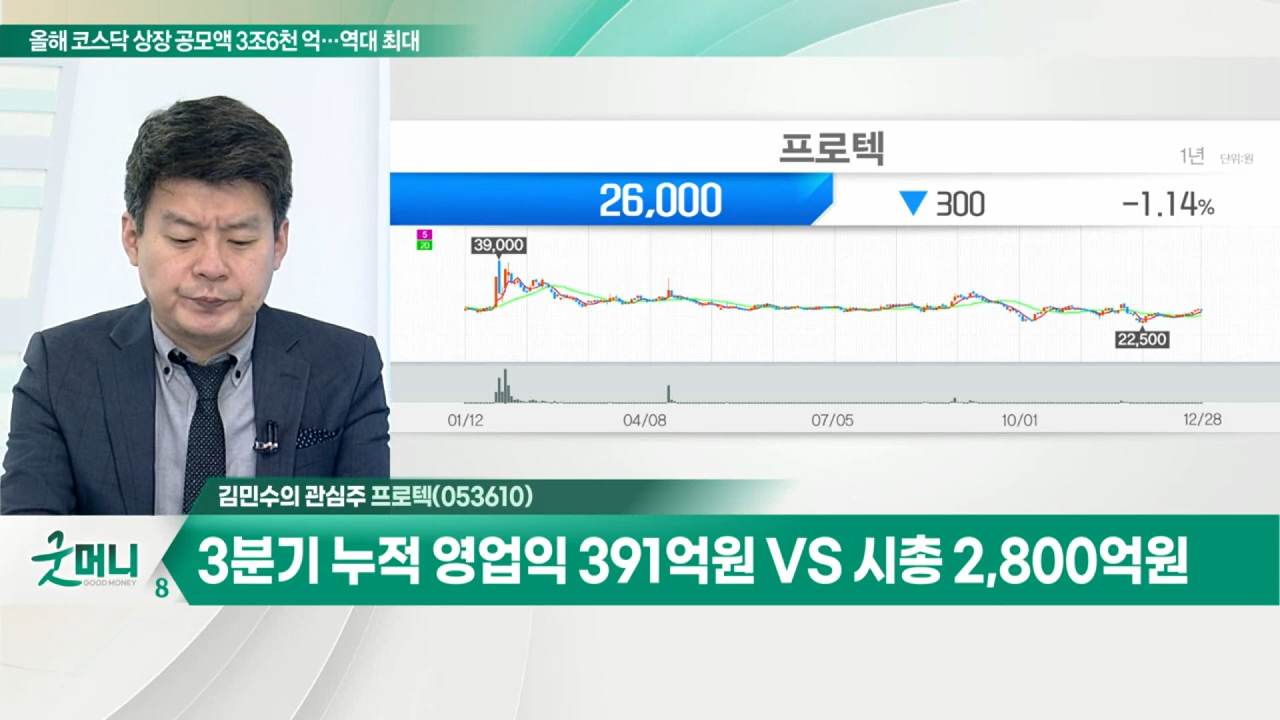 올해 코스닥 상장 공모액 3조6천 억…역대 최대
프로텍
1년 단위:원
26,000 ▼ 300 -1.14%
5
20
39,000
22,500
01/12 04/08 07/05 10/01 12/28
김민수의 관심주 프로텍(053610)
굿머니
GOOD MONEY
8
3분기 누적 영업익 391억원 VS 시총 2,800억원